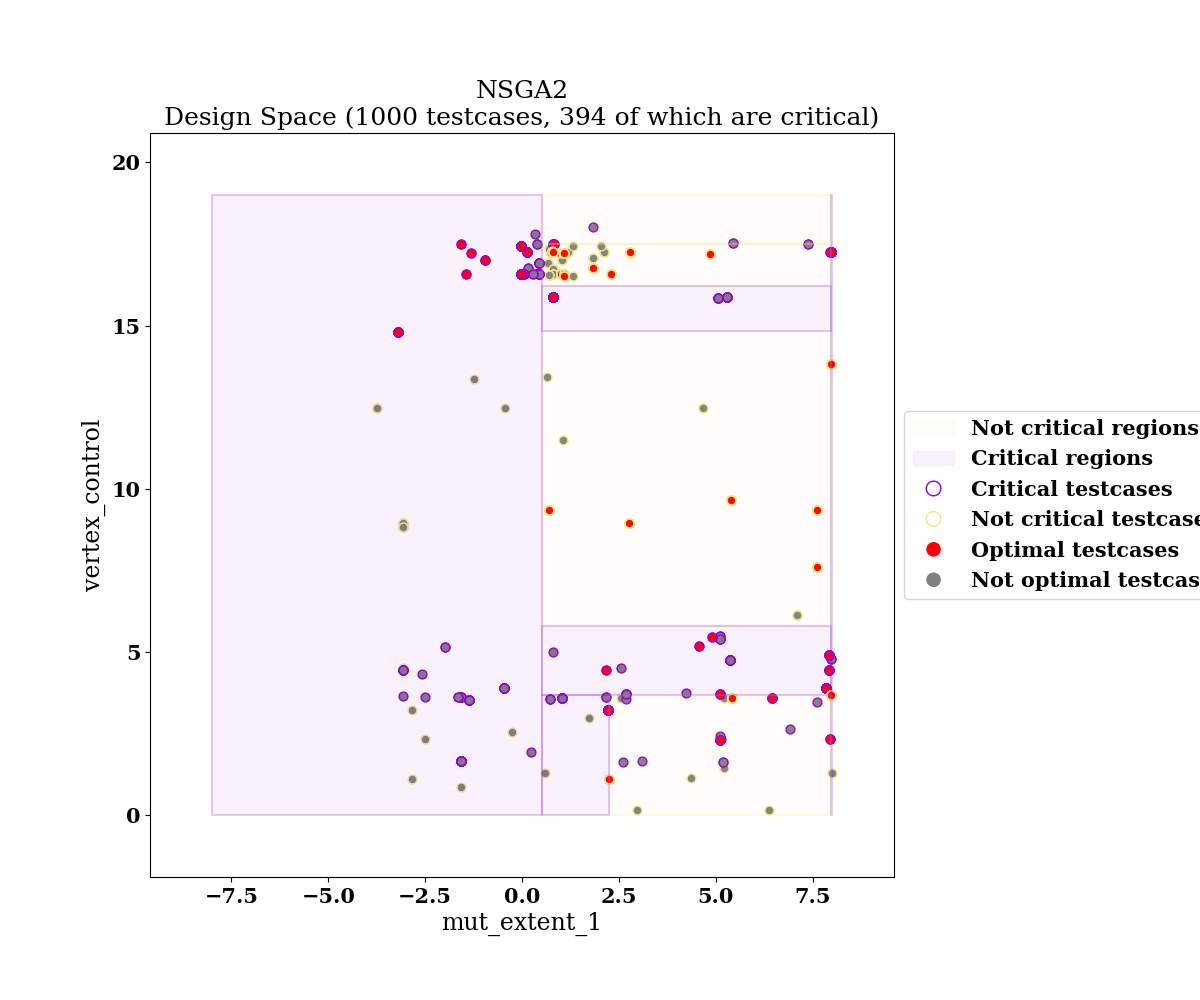 NSGA2
Design Space (1000 testcases, 394 of which are critical)
20
15
10
5
0
vertex_control
−7.5
−5.0
−2.5
0.0
2.5
5.0
7.5
mut_extent_1
Not critical regions
Critical regions
Critical testcases
Not critical testcase
Optimal testcases
Not optimal testcas